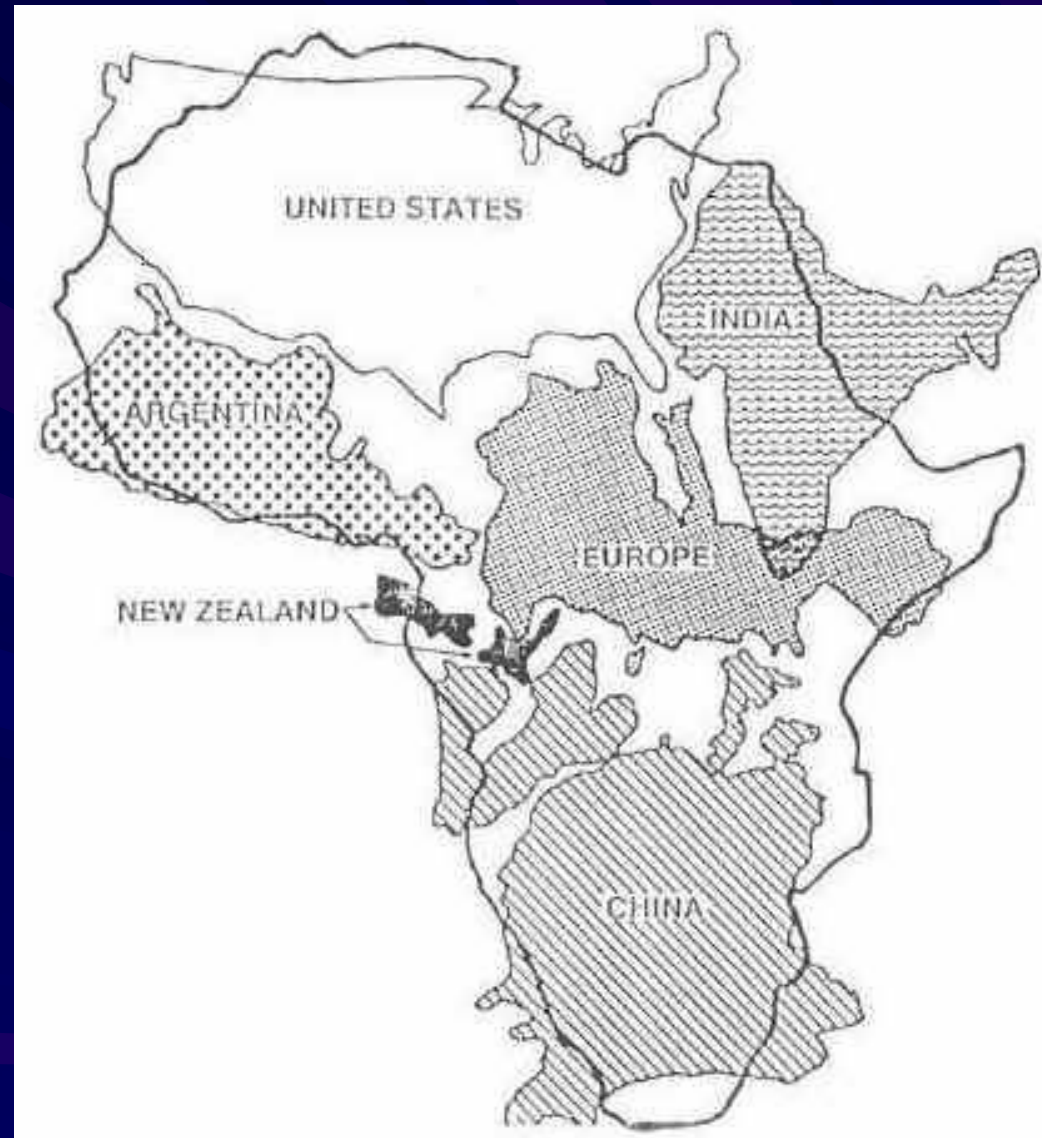 UNITED STATES
INDIA
ARGENTINA
EUROPE
NEW ZEALAND
CHINA